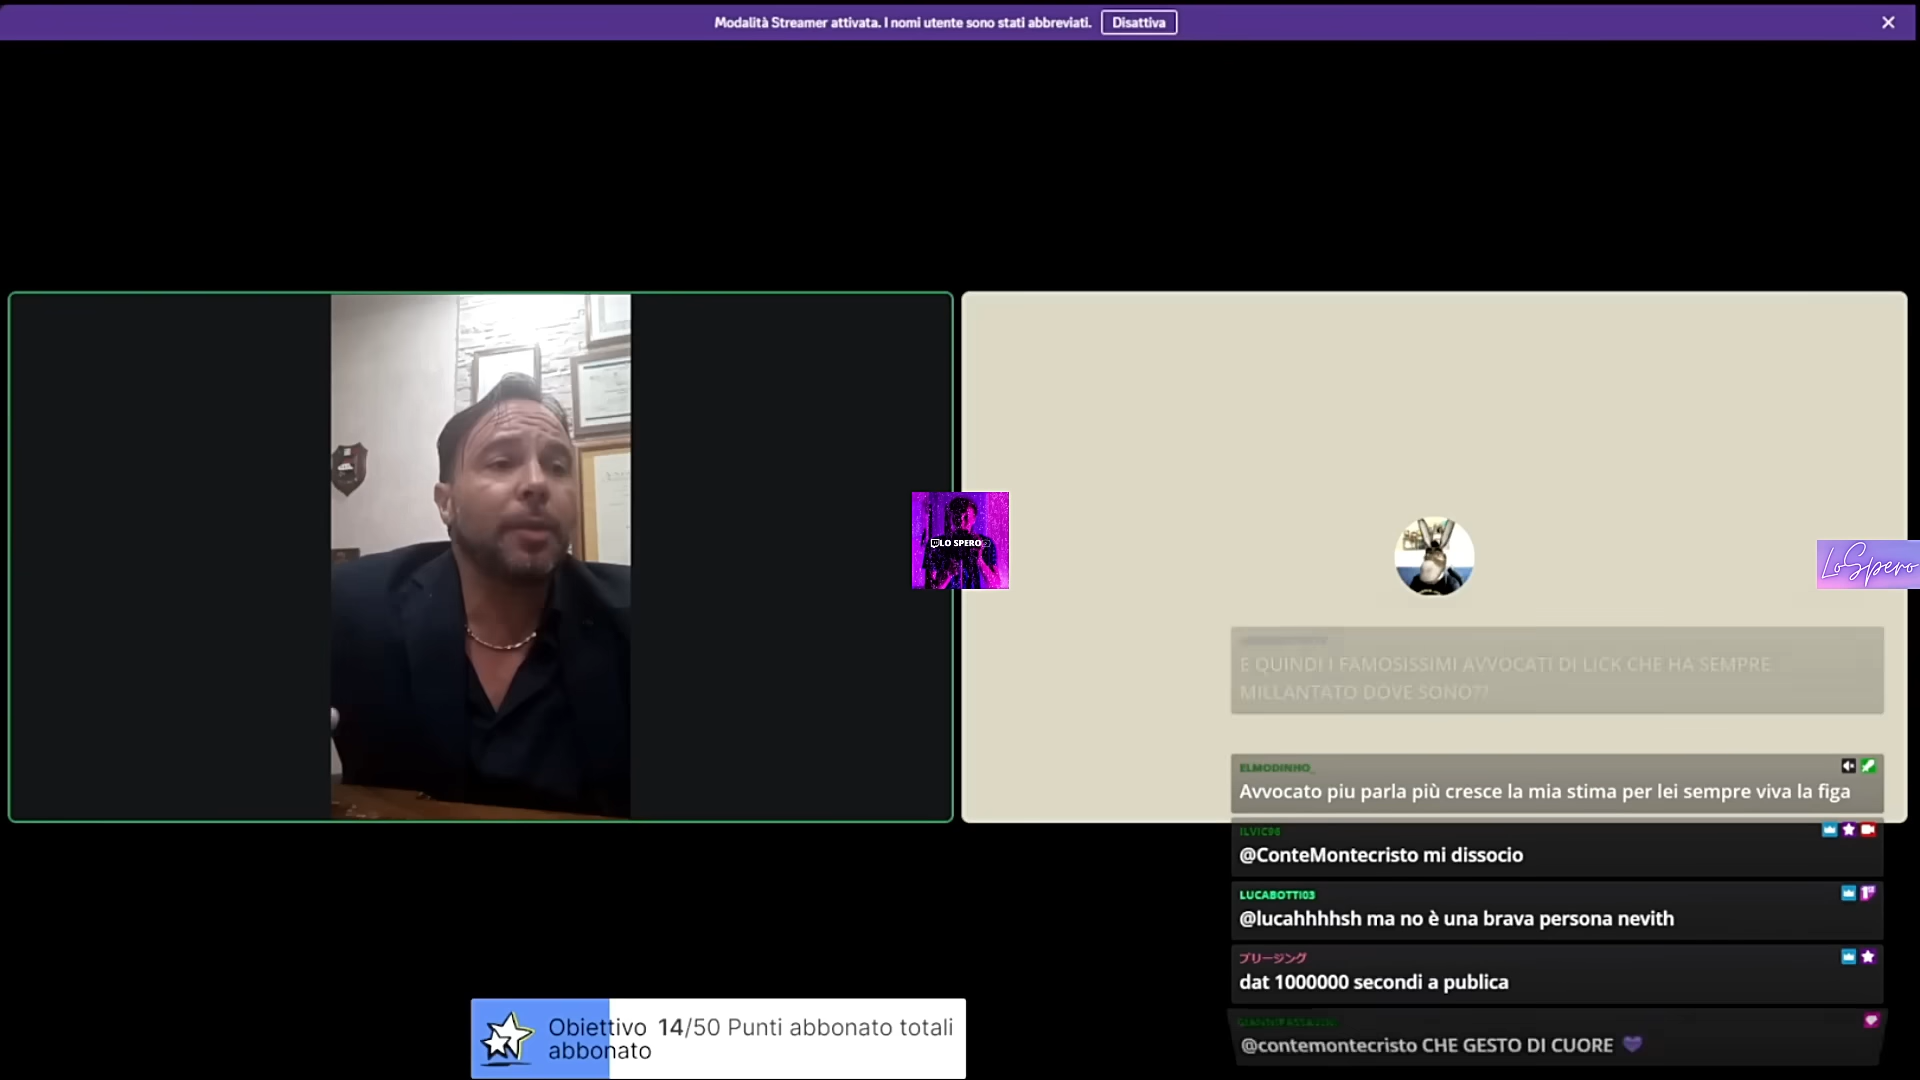 Modalità Streamer attivata. I nomi utente sono stati abbreviati. Disattiva
LO SPERO
LoSpero
E QUINDI I FAMOSISSIMI AVVOCATI DI LICK CHE HA SEMPRE
MILLANTATO DOVE SONO??
ELMODINHO_
Avvocato piu parla più cresce la mia stima per lei sempre viva la figa
ILVIC98
@ConteMontecristo mi dissocio
LUCABOTTI03
@lucahhhhsh ma no è una brava persona nevith
ブリージング
dat 1000000 secondi a publica
@contemontecristo CHE GESTO DI CUORE 💜
Obiettivo 14/50 Punti abbonato totali
abbonato